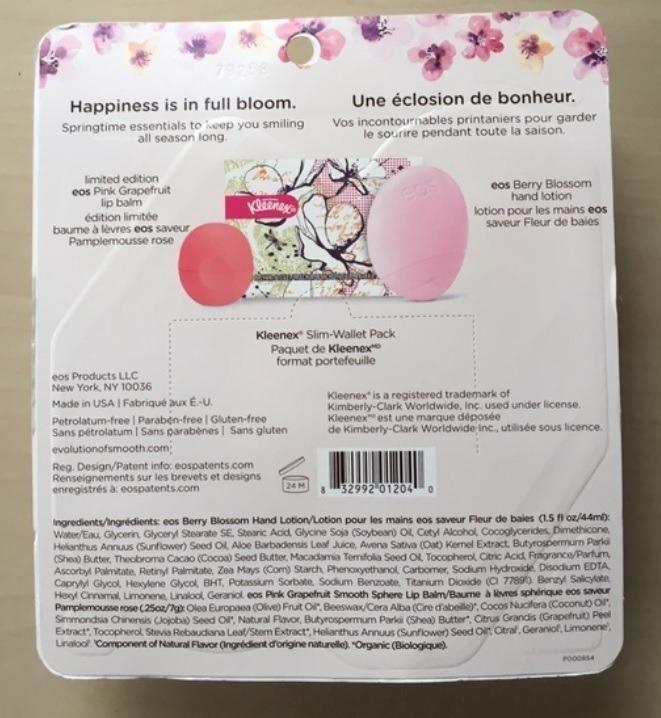 Happiness is in full bloom.
Springtime essentials to keep you smiling
all season long.
Une éclosion de bonheur.
Vos incontournables printaniers pour garder
le sourire pendant toute la saison.
limited edition
eos Pink Grapefruit
lip balm
édition limitée
baume à lèvres eos saveur
Pamplemousse rose
Kleenex®
eos
eos Berry Blossom
hand lotion
lotion pour les mains eos
saveur Fleur de baies
Kleenex® Slim-Wallet Pack
Paquet de Kleenex MD
format portefeuille
eos Products LLC
New York, NY 10036
Made in USA | Fabriqué aux É.-U.
Petrolatum-free | Paraben-free | Gluten-free
Sans pétrolatum | Sans parabènes | Sans gluten
evolutionofsmooth.com
Reg. Design/Patent info: eospatents.com
Renseignements sur les brevets et designs
enregistrés à: eospatents.com
24 M
Kleenex® is a registered trademark of
Kimberly-Clark Worldwide, Inc. used under license.
Kleenex MD est une marque déposée
de Kimberly-Clark Worldwide Inc., utilisée sous licence.
8 32992 01204 0
Ingredients/Ingrédients: eos Berry Blossom Hand Lotion/Lotion pour les mains eos saveur Fleur de baies (1.5 fl oz/44ml):
Water/Eau, Glycerin, Glyceryl Stearate SE, Stearic Acid, Glycine Soja (Soybean) Oil, Cetyl Alcohol, Cocoglycerides, Dimethicone,
Helianthus Annuus (Sunflower) Seed Oil, Aloe Barbadensis Leaf Juice, Avena Sativa (Oat) Kernel Extract, Butyrospermum Parkii
(Shea) Butter, Theobroma Cacao (Cocoa) Seed Butter, Macadamia Ternifolia Seed Oil, Tocopherol, Citric Acid, Fragrance/Parfum,
Ascorbyl Palmitate, Retinyl Palmitate, Zea Mays (Corn) Starch, Phenoxyethanol, Carbomer, Sodium Hydroxide, Disodium EDTA,
Caprylyl Glycol, Hexylene Glycol, BHT, Potassium Sorbate, Sodium Benzoate, Titanium Dioxide (CI 77891). Benzyl Salicylate,
Hexyl Cinnamal, Limonene, Linalool, Geraniol. eos Pink Grapefruit Smooth Sphere Lip Balm/Baume à lèvres sphérique eos saveur
Pamplemousse rose (.25oz/7g): Olea Europaea (Olive) Fruit Oil*, Beeswax/Cera Alba (Cire d'abeille)*, Cocos Nucifera (Coconut) Oil*,
Simmondsia Chinensis (Jojoba) Seed Oil*, Natural Flavor, Butyrospermum Parkii (Shea) Butter*, Citrus Grandis (Grapefruit) Peel
Extract*, Tocopherol, Stevia Rebaudiana Leaf/Stem Extract*, Helianthus Annuus (Sunflower) Seed Oil*, Citral¹, Geraniol¹, Limonene¹,
Linalool¹. ¹Component of Natural Flavor (Ingrédient d'origine naturelle). *Organic (Biologique).
P000854